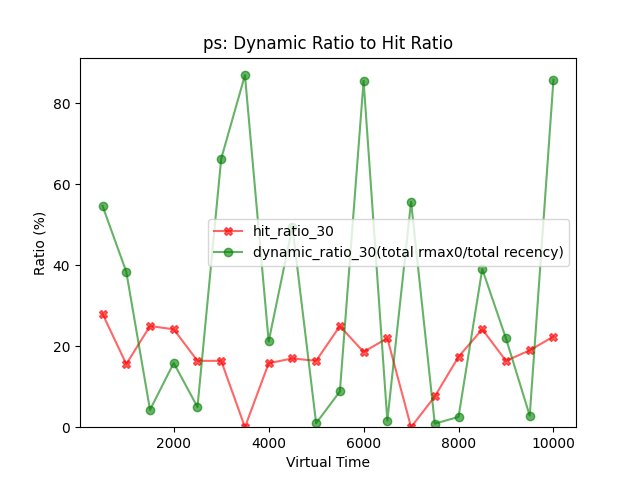 ps: Dynamic Ratio to Hit Ratio
80
60
40
20
0
Ratio (%)
hit_ratio_30
dynamic_ratio_30(total rmax0/total recency)
2000 4000 6000 8000 10000
Virtual Time